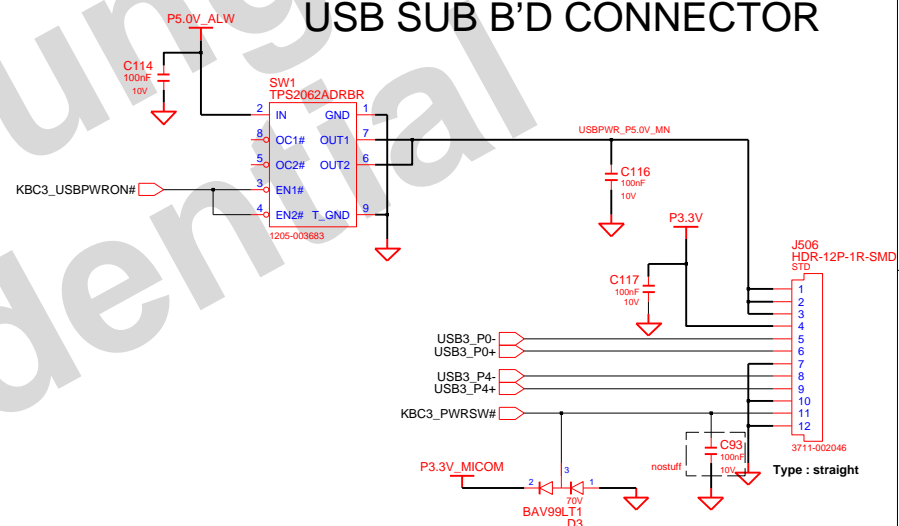 USB SUB B'D CONNECTOR
P5.0V_ALW
C114
100nF
10V
SW1
TPS2062ADRBR
2 IN GND 1
8 OC1# OUT1 7
5 OC2# OUT2 6
3 EN1#
4 EN2# T_GND 9
1205-003683
KBC3_USBPWRON#
USBPWR_P5.0V_MN
C116
100nF
10V
P3.3V
C117
100nF
10V
J506
HDR-12P-1R-SMD
STD
1
2
3
4
5
6
7
8
9
10
11
12
3711-002046
Type : straight
USB3_P0-
USB3_P0+
USB3_P4-
USB3_P4+
KBC3_PWRSW#
C93
100nF
10V
nostuff
P3.3V_MICOM
2
3
1
70V
BAV99LT1
D3
ung
dential